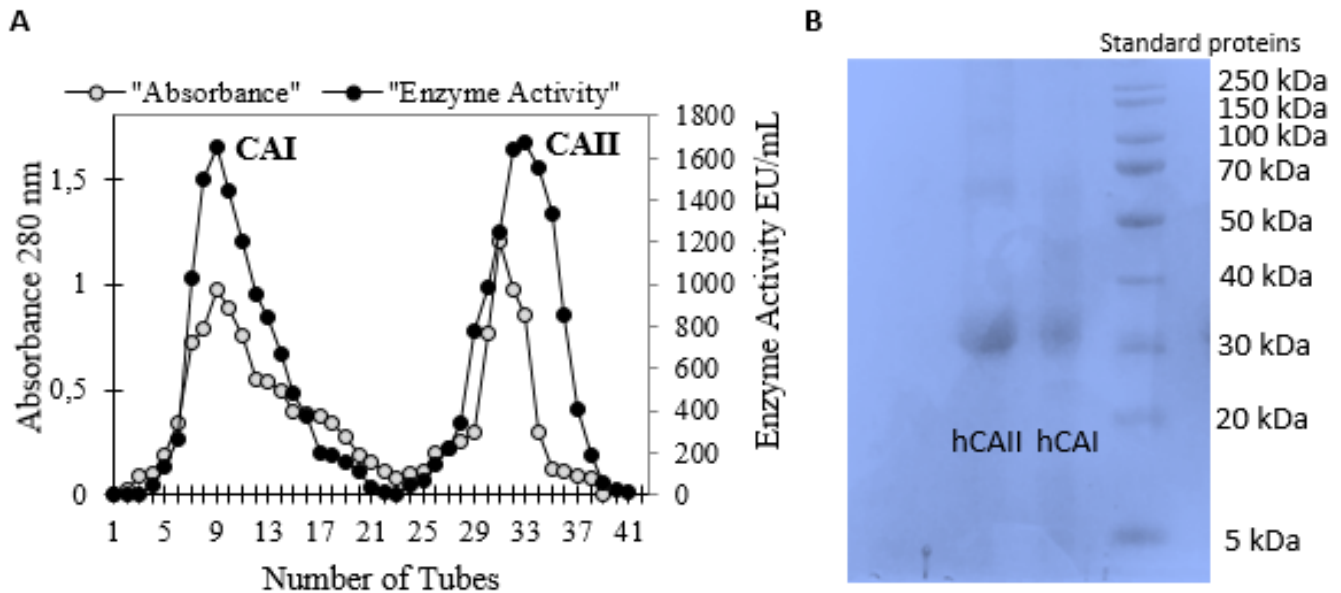 A
"Absorbance" "Enzyme Activity"
CAI
CAII
Absorbance 280 nm
1,5
1
0,5
0
1800
1600
1400
1200
1000
800
600
400
200
0
Enzyme Activity EU/mL
1 5 9 13 17 21 25 29 33 37 41
Number of Tubes
B
Standard proteins
250 kDa
150 kDa
100 kDa
70 kDa
50 kDa
40 kDa
30 kDa
20 kDa
5 kDa
hCAII hCAI